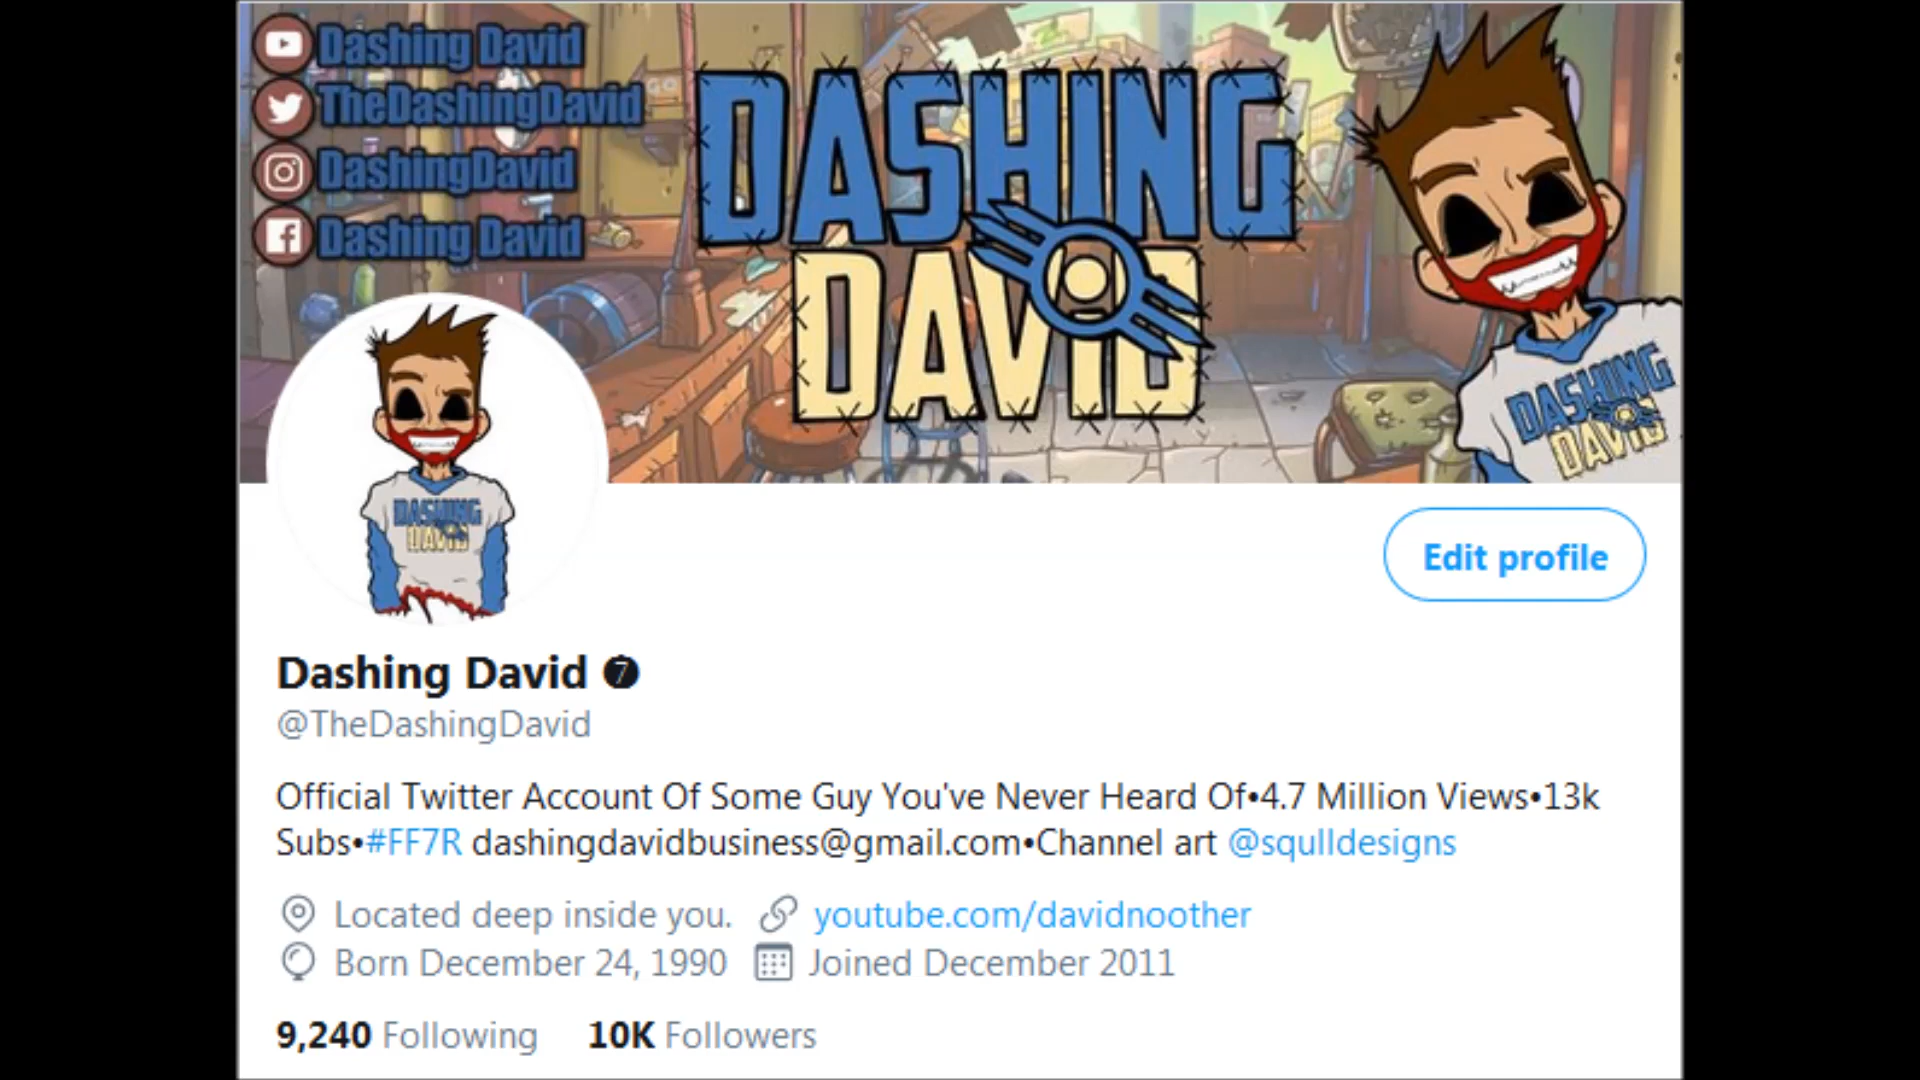 Dashing David
TheDashingDavid
DashingDavid
Dashing David
DASHING
DAVID
DASHING
DAVID
DASHING
DAVID
Edit profile
Dashing David ❼
@TheDashingDavid
Official Twitter Account Of Some Guy You've Never Heard Of•4.7 Million Views•13k
Subs•#FF7R dashingdavidbusiness@gmail.com•Channel art @squlldesigns
Located deep inside you. youtube.com/davidnoother
Born December 24, 1990 Joined December 2011
9,240 Following 10K Followers